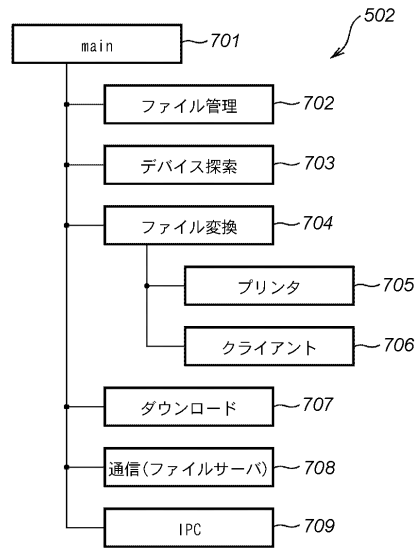 502
main 701
ファイル管理 702
デバイス探索 703
ファイル変換 704
プリンタ 705
クライアント 706
ダウンロード 707
通信(ファイルサーバ) 708
IPC 709